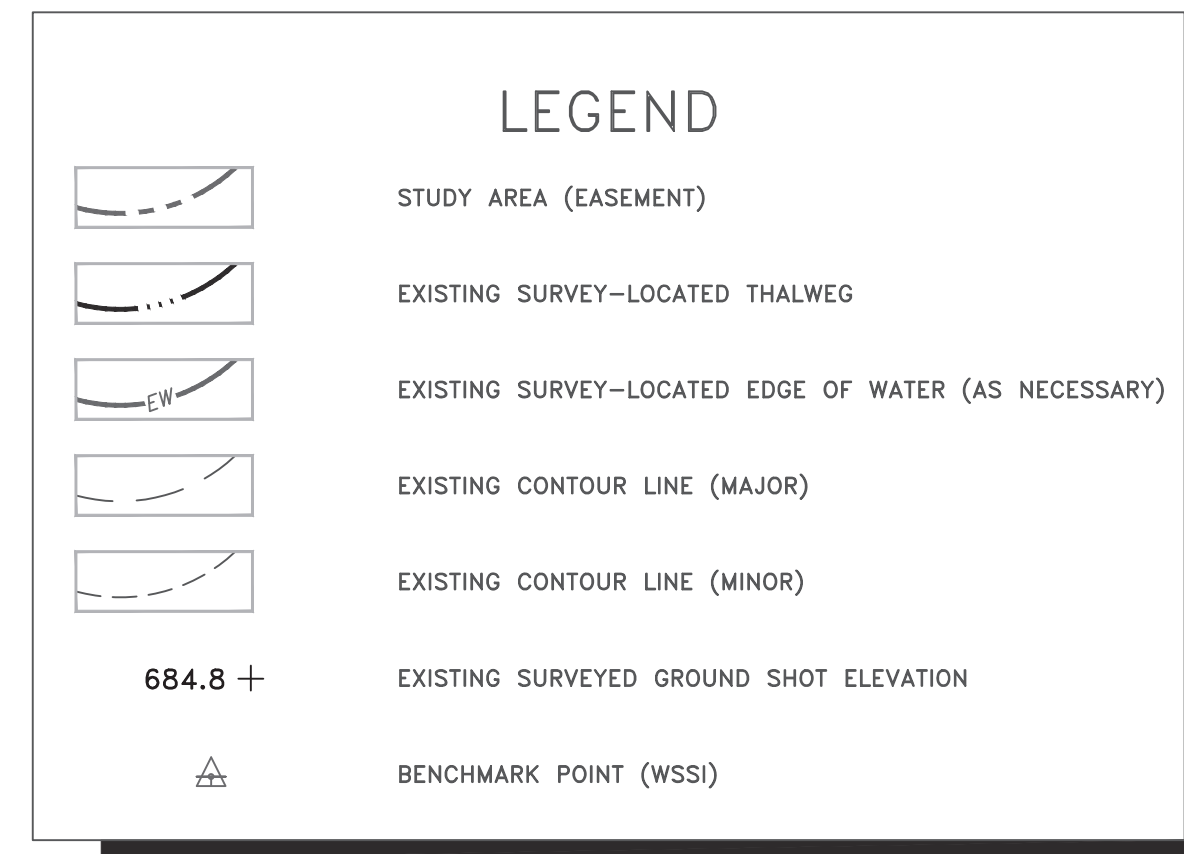 LEGEND
STUDY AREA (EASEMENT)
EXISTING SURVEY-LOCATED THALWEG
EW EXISTING SURVEY-LOCATED EDGE OF WATER (AS NECESSARY)
EXISTING CONTOUR LINE (MAJOR)
EXISTING CONTOUR LINE (MINOR)
684.8 + EXISTING SURVEYED GROUND SHOT ELEVATION
BENCHMARK POINT (WSSI)